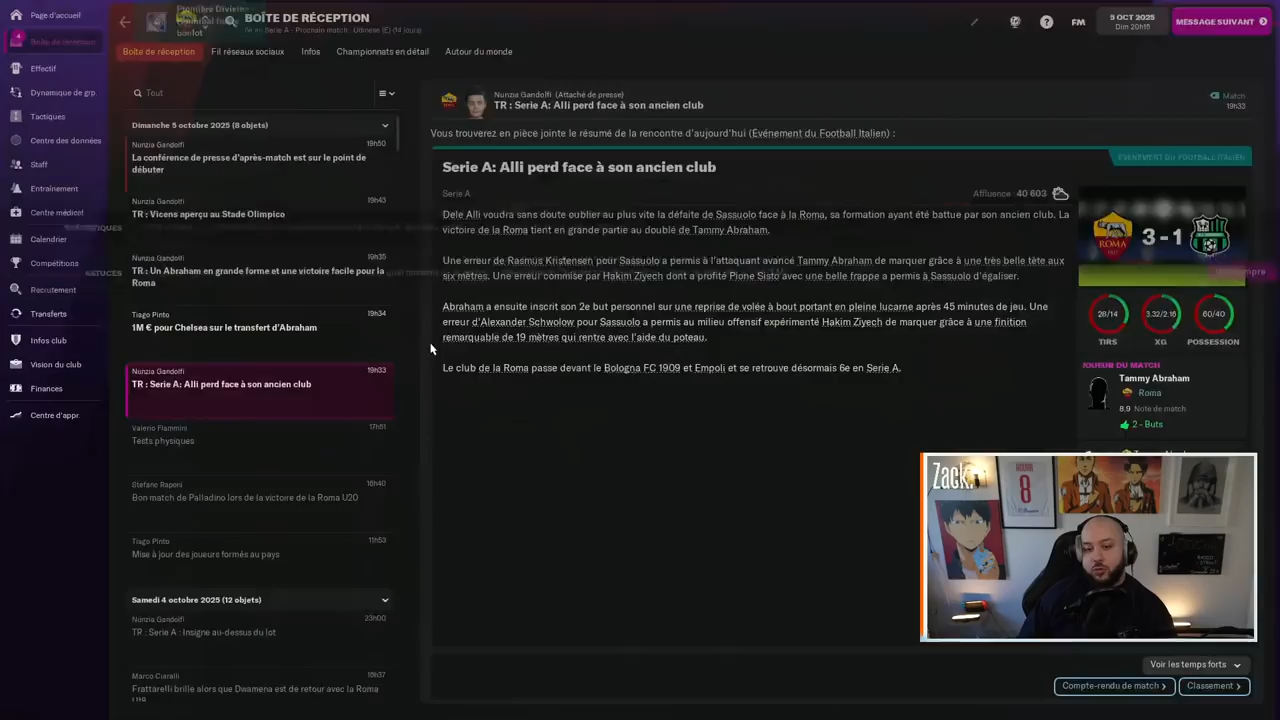 Page d'accueil
Boîte de réception
Effectif
Dynamique de grp.
Tactiques
Centre des données
Staff
Entraînement
Centre médical
Calendrier
Compétitions
Recrutement
Transferts
Infos club
Vision du club
Finances
Centre d'appr.
BOÎTE DE RÉCEPTION
6e en Serie A - Prochain match : Udinese (E) (14 jours)
FM
5 OCT 2025
Dim 20h15
MESSAGE SUIVANT
Boîte de réception
Fil réseaux sociaux
Infos
Championnats en détail
Autour du monde
Tout
Dimanche 5 octobre 2025 (8 objets)
Nunzia Gandolfi
19h50
La conférence de presse d'après-match est sur le point de
débuter
Nunzia Gandolfi
19h43
TR : Vicens aperçu au Stade Olimpico
Nunzia Gandolfi
19h35
TR : Un Abraham en grande forme et une victoire facile pour la
Roma
Tiago Pinto
19h34
1M € pour Chelsea sur le transfert d'Abraham
Nunzia Gandolfi
19h33
TR : Serie A: Alli perd face à son ancien club
Valerio Flammini
17h51
Tests physiques
Stefano Raponi
16h40
Bon match de Palladino lors de la victoire de la Roma U20
Tiago Pinto
11h53
Mise à jour des joueurs formés au pays
Samedi 4 octobre 2025 (12 objets)
Nunzia Gandolfi
23h00
TR : Serie A : Insigne au-dessus du lot
Marco Ciaralli
16h37
Frattarelli brille alors que Dwamena est de retour avec la Roma
U18
Nunzia Gandolfi (Attaché de presse)
TR : Serie A: Alli perd face à son ancien club
Match
19h33
Vous trouverez en pièce jointe le résumé de la rencontre d'aujourd'hui (Evénement du Football Italien) :
EVÉNEMENT DU FOOTBALL ITALIEN
Serie A: Alli perd face à son ancien club
Serie A
Affluence 40 603
Dele Alli voudra sans doute oublier au plus vite la défaite de Sassuolo face à la Roma, sa formation ayant été battue par son ancien club. La
victoire de la Roma tient en grande partie au doublé de Tammy Abraham.
Une erreur de Rasmus Kristensen pour Sassuolo a permis à l'attaquant avancé Tammy Abraham de marquer grâce à une très belle tête aux
six mètres. Une erreur commise par Hakim Ziyech dont a profité Pione Sisto avec une belle frappe a permis à Sassuolo d'égaliser.
Abraham a ensuite inscrit son 2e but personnel sur une reprise de volée à bout portant en pleine lucarne après 45 minutes de jeu. Une
erreur d'Alexander Schwolow pour Sassuolo a permis au milieu offensif expérimenté Hakim Ziyech de marquer grâce à une finition
remarquable de 19 mètres qui rentre avec l'aide du poteau.
Le club de la Roma passe devant le Bologna FC 1909 et Empoli et se retrouve désormais 6e en Serie A.
3-1
28/14
TIRS
3.32/2.16
XG
60/40
POSSESSION
JOUEUR DU MATCH
Tammy Abraham
Roma
8.9 Note de match
2 - Buts
Zack
8
Voir les temps forts
Compte-rendu de match
Classement